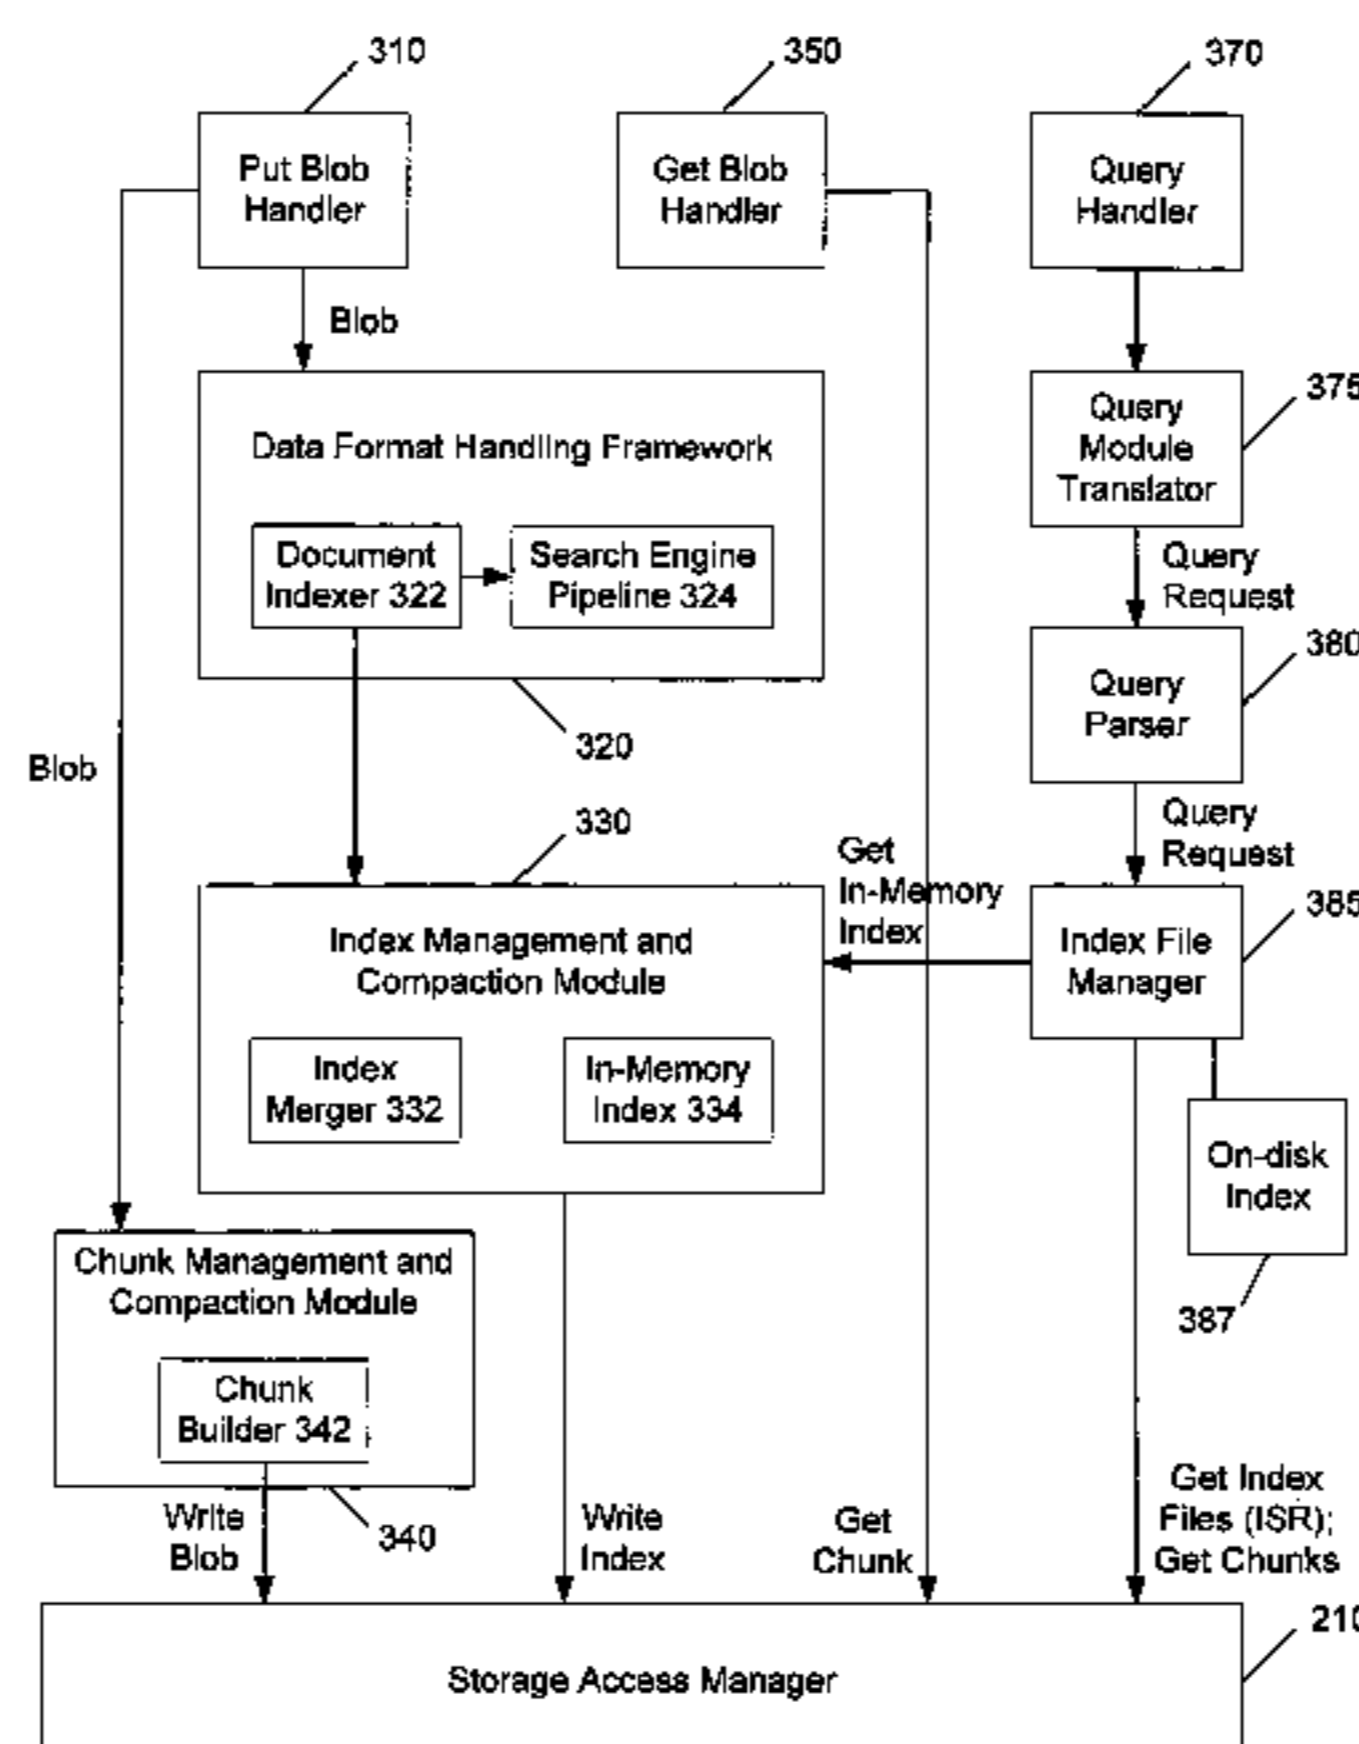 310
350
370
Put Blob
Handler
Get Blob
Handler
Query
Handler
Blob
375
Data Format Handling Framework
Query
Module
Translator
Document
Indexer 322
Search Engine
Pipeline 324
Query
Request
380
Query
Parser
320
Blob
330
Query
Request
Get
In-Memory
Index
385
Index Management and
Compaction Module
Index File
Manager
Index
Merger 332
In-Memory
Index 334
On-disk
Index
387
Chunk Management and
Compaction Module
Chunk
Builder 342
340
Write
Blob
Write
Index
Get
Chunk
Get Index
Files (ISR);
Get Chunks
210
Storage Access Manager